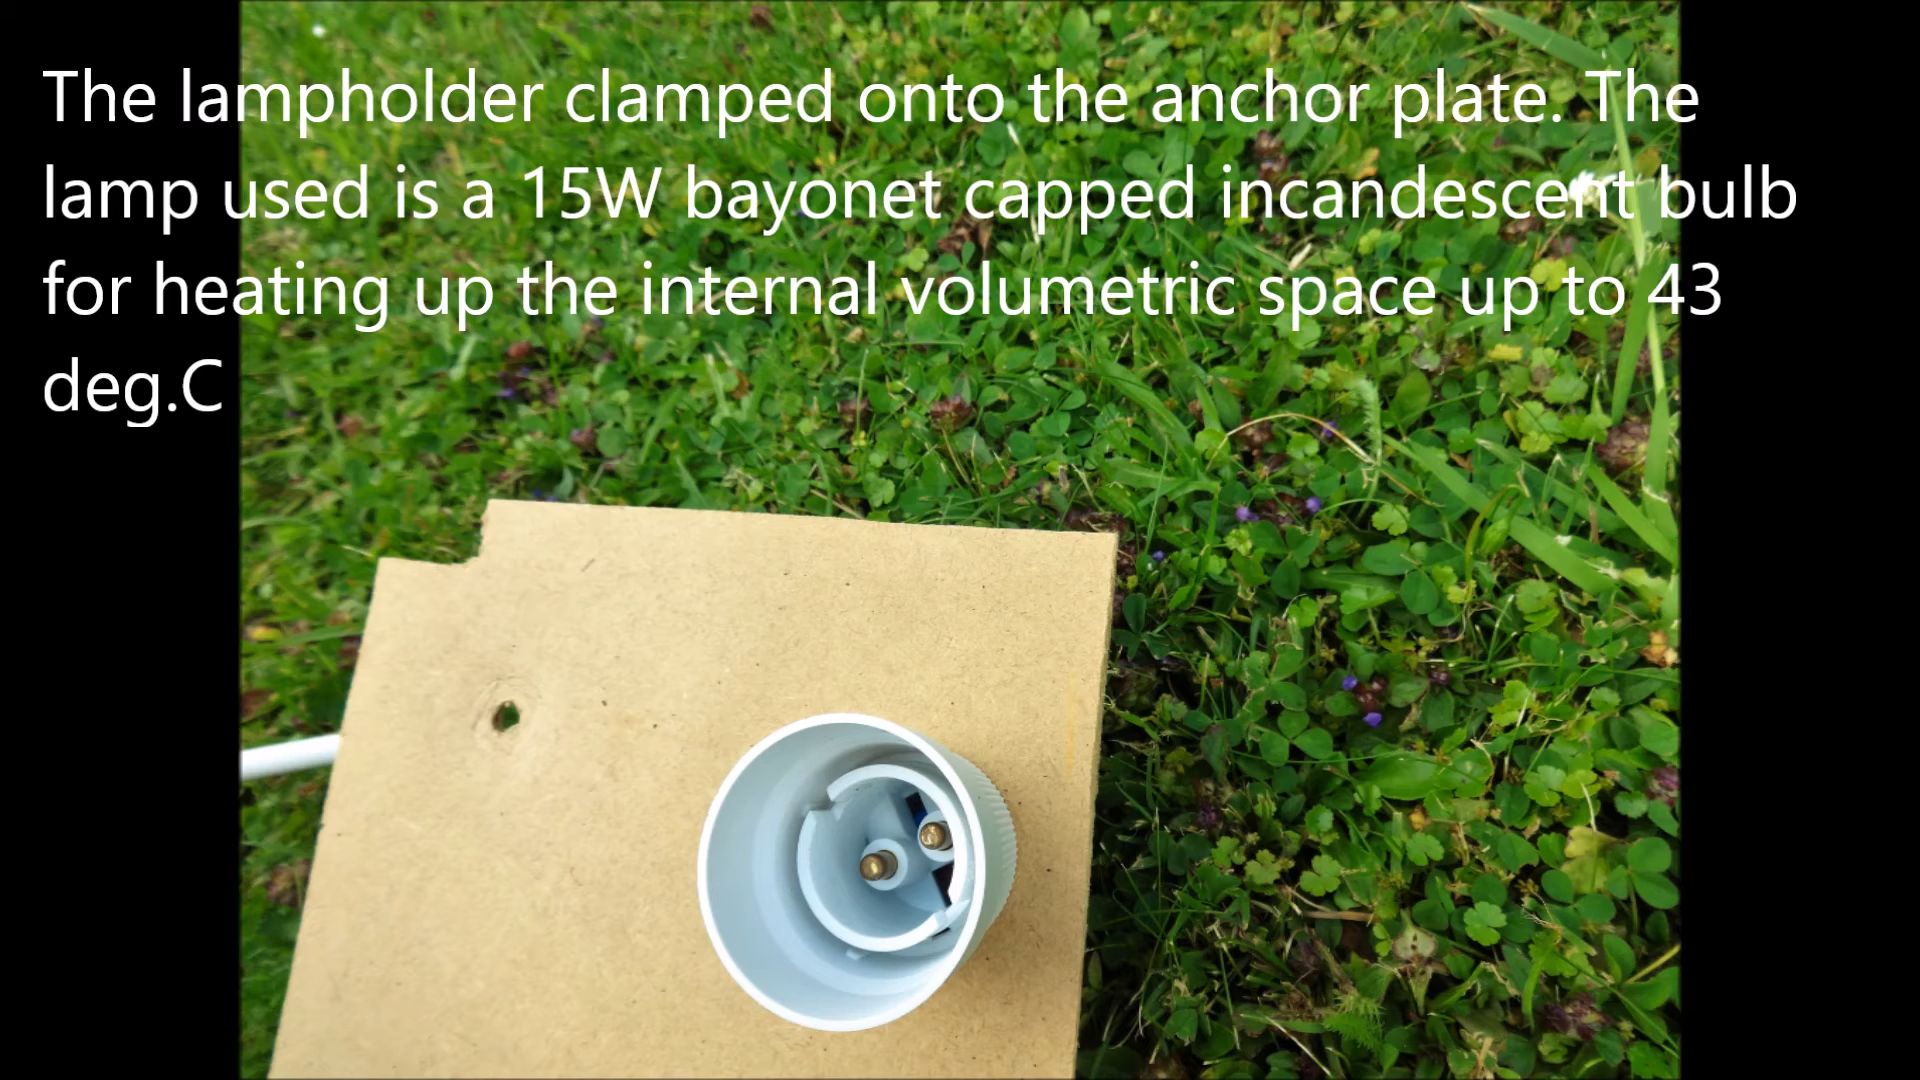 The lampholder clamped onto the anchor plate. The
lamp used is a 15W bayonet capped incandescent bulb
for heating up the internal volumetric space up to 43
deg.C